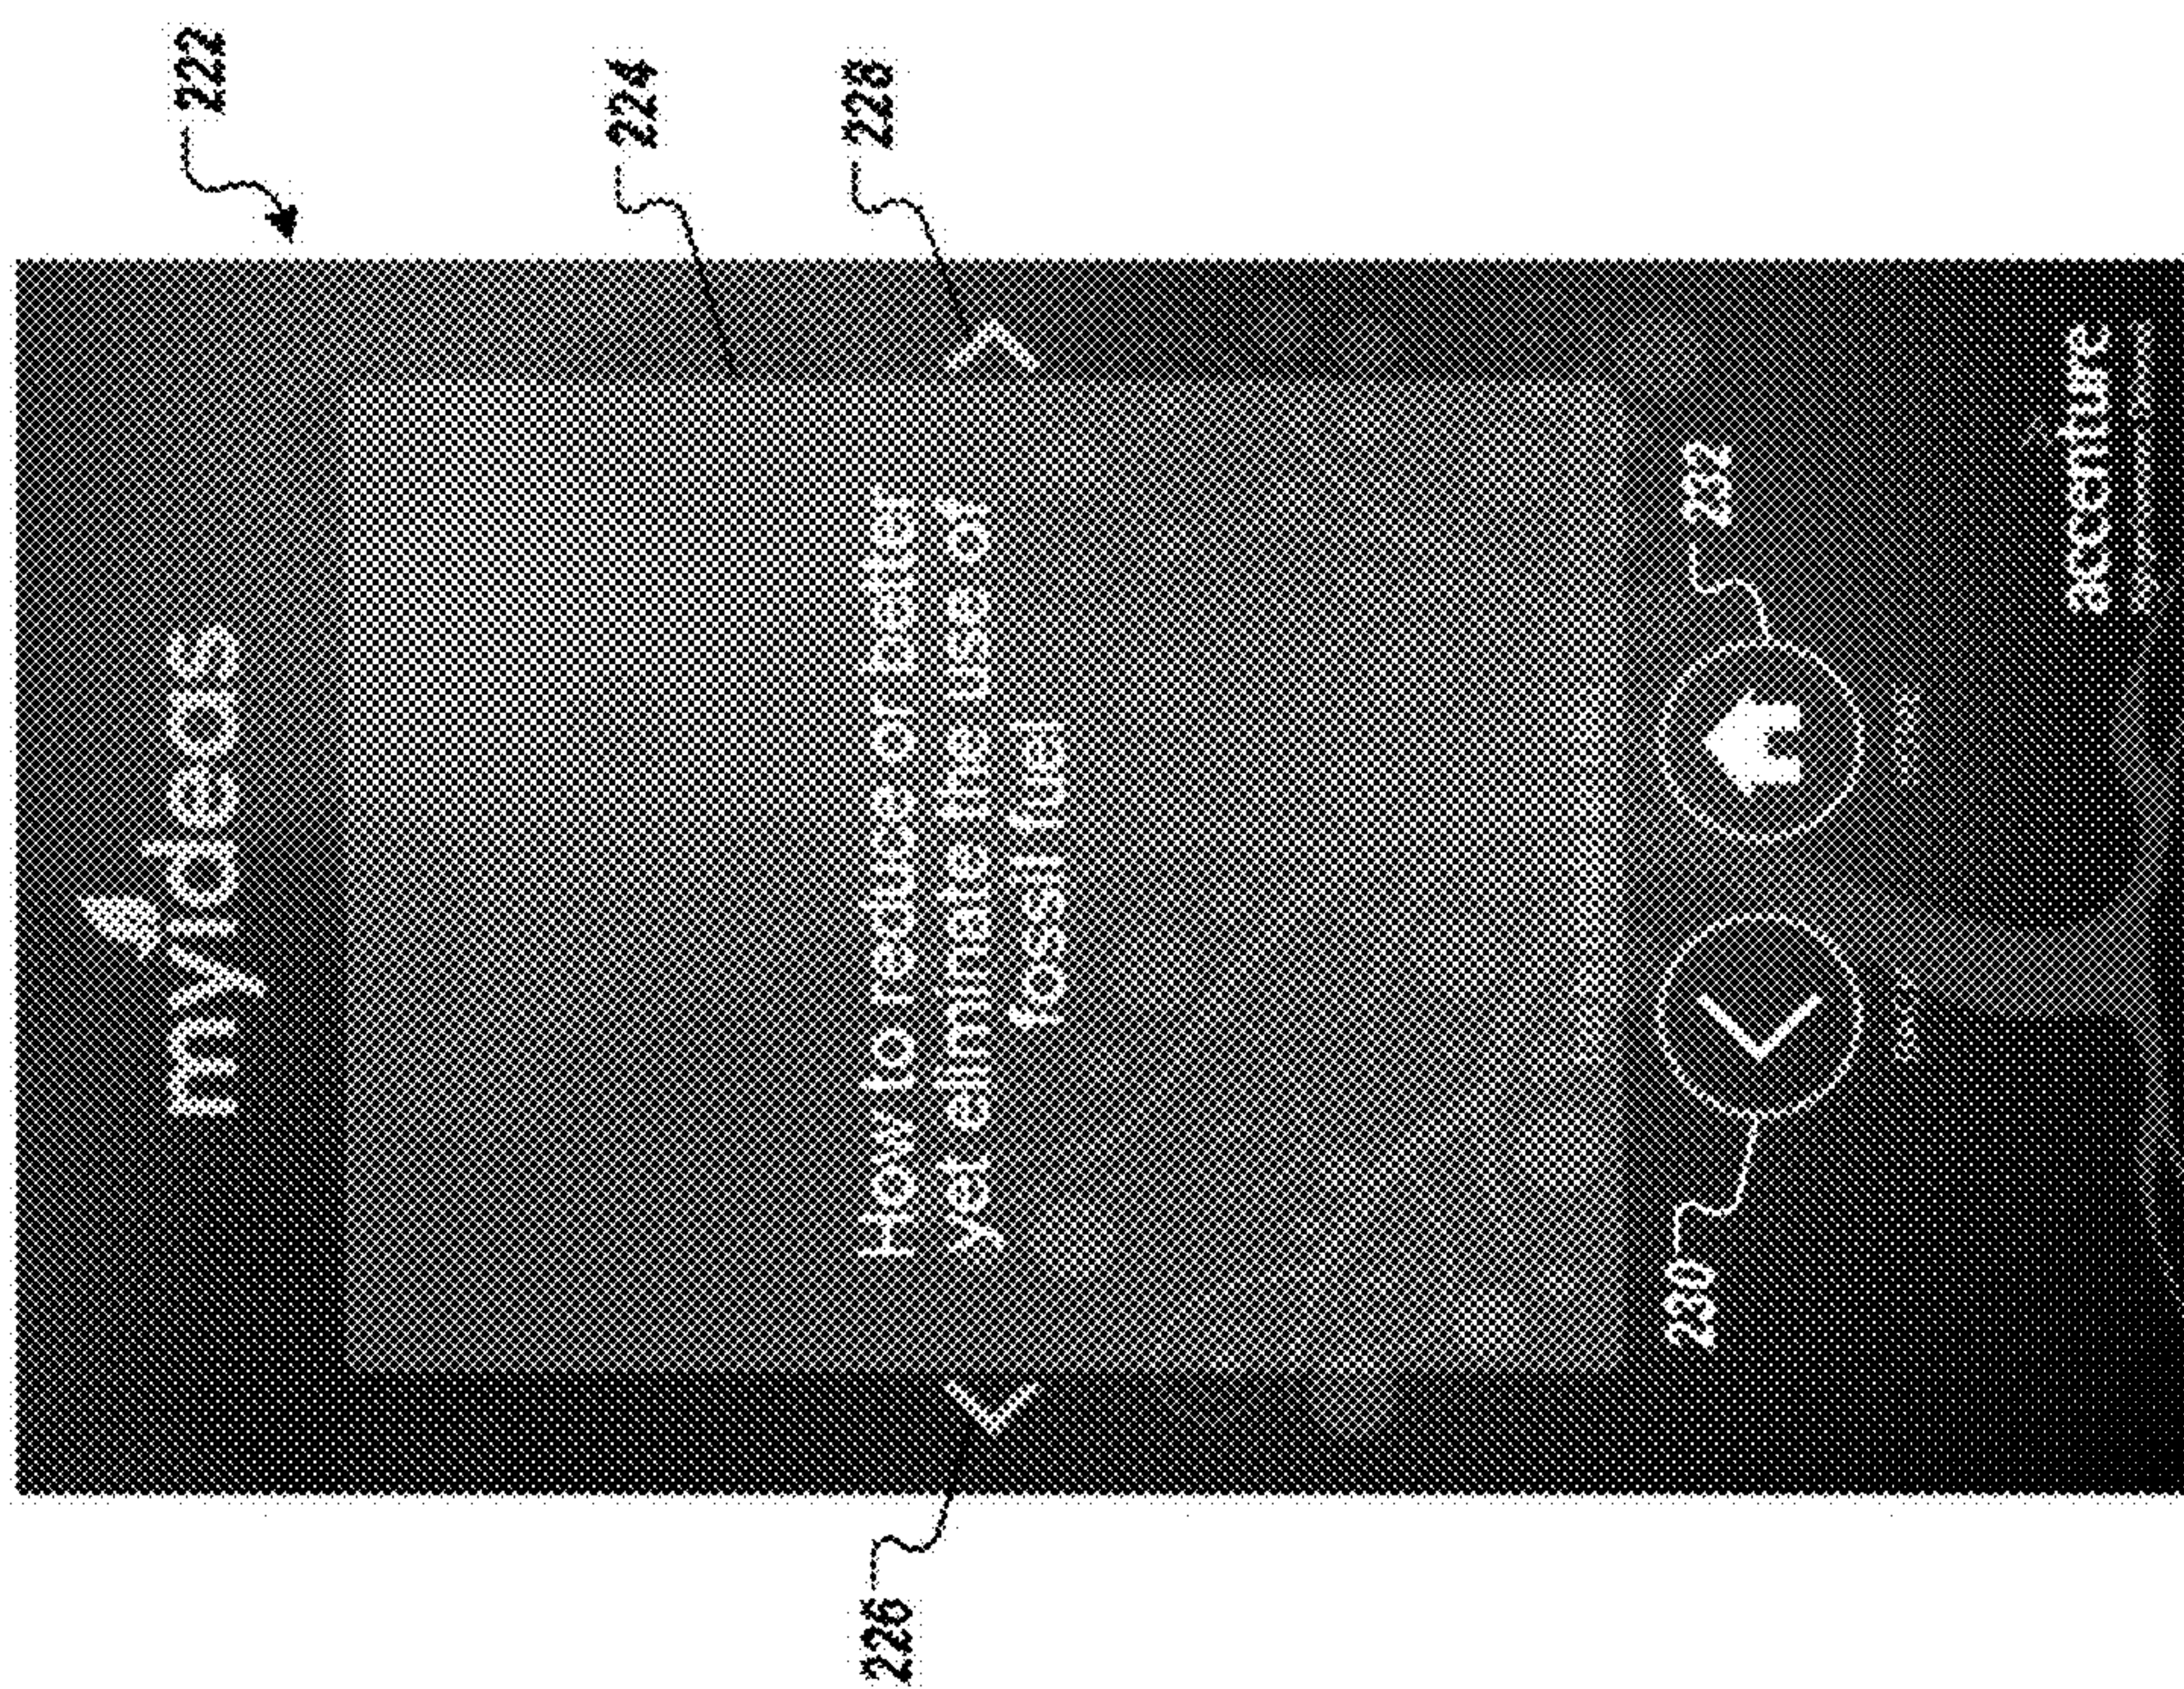 222
myideas
224
How to reduce or better
yet eliminate the use of
fossil fuel
226
228
230
232
accenture